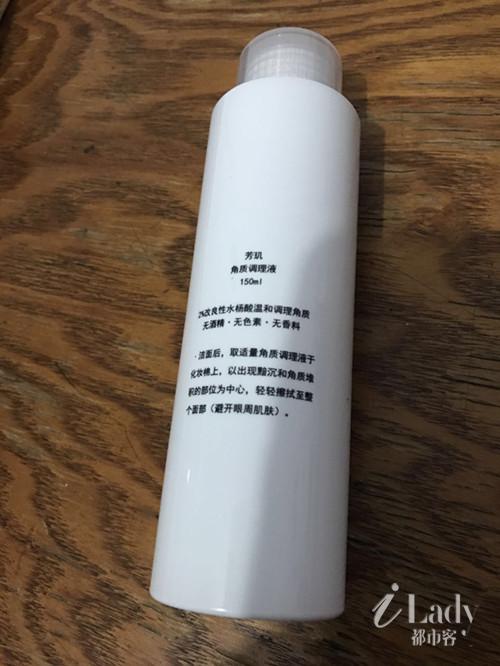 芳玑
角质调理液
150ml
2%改良性水杨酸温和调理角质
无酒精·无色素·无香料
·洁面后，取适量角质调理液于
化妆棉上，以出现黯沉和角质堆
积的部位为中心，轻轻擦拭至整
个面部（避开眼周肌肤）。
iLady
都市客